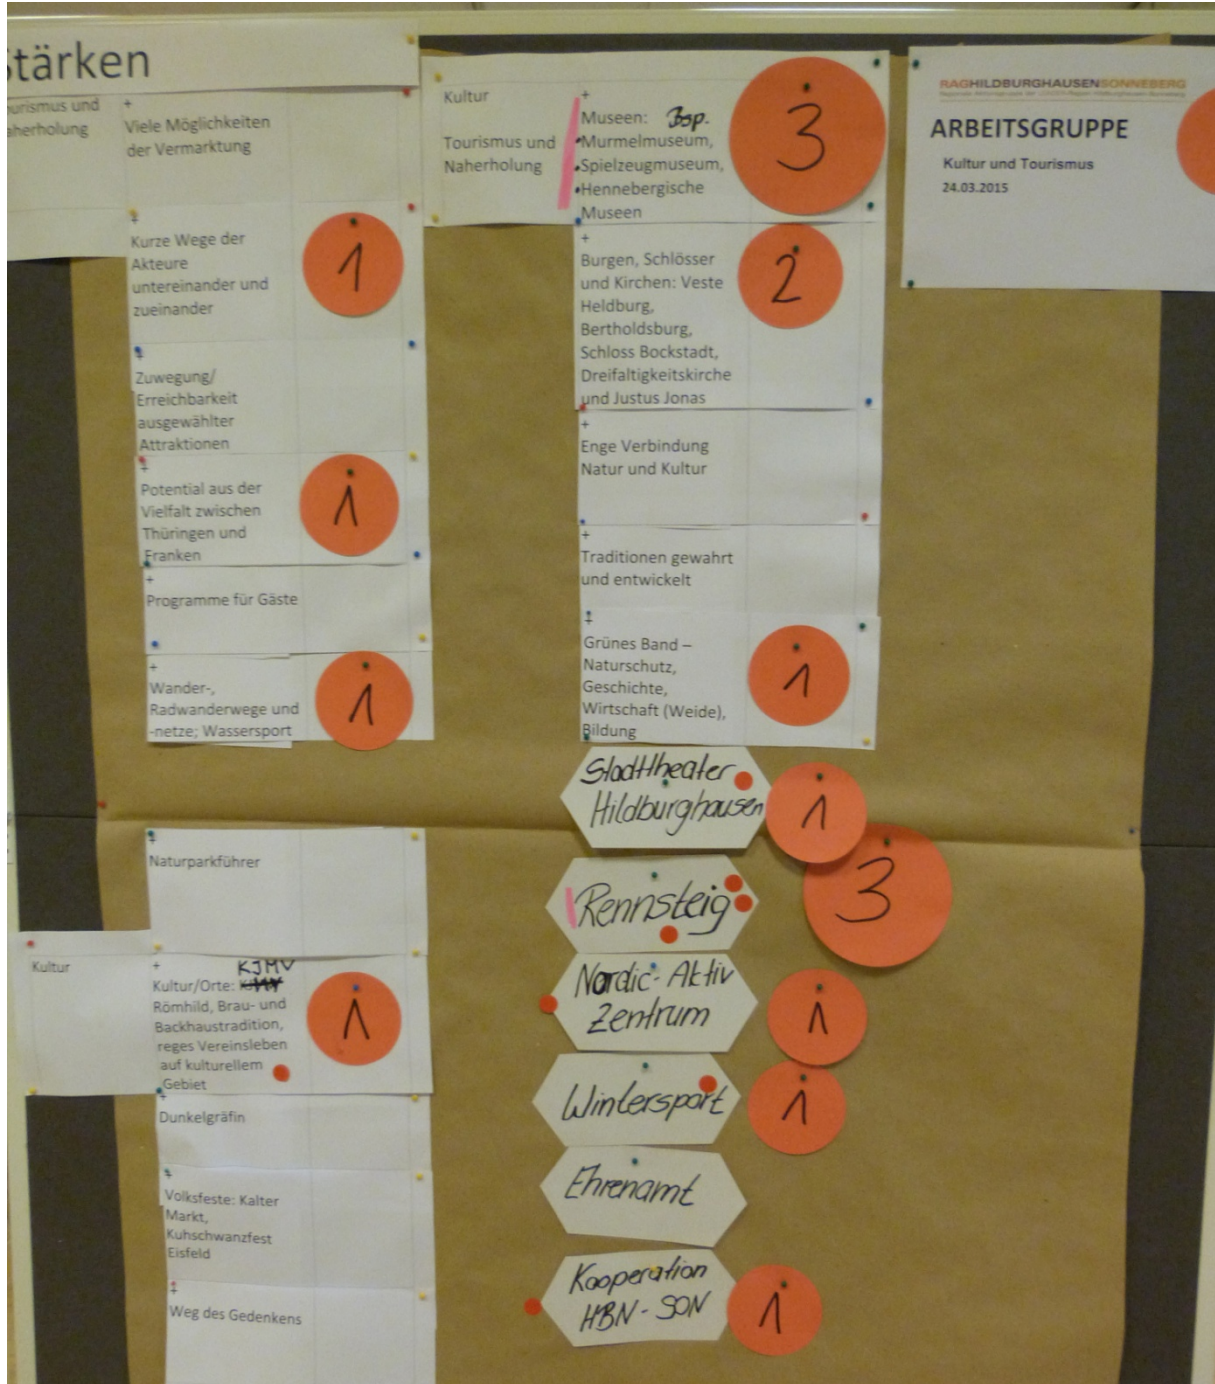 Stärken
Tourismus und
Naherholung
+
Viele Möglichkeiten
der Vermarktung
+
Kurze Wege der
Akteure
untereinander und
zueinander
1
+
Zuwegung/
Erreichbarkeit
ausgewählter
Attraktionen
+
Potential aus der
Vielfalt zwischen
Thüringen und
Franken
1
+
Programme für Gäste
+
Wander-,
Radwanderwege und
-netze; Wassersport
1
+
Naturparkführer
Kultur
+
KJMV
Kultur/Orte:
Römhild, Brau- und
Backhaustradition,
reges Vereinsleben
auf kulturellem
Gebiet
1
+
Dunkelgräfin
+
Volksfeste: Kalter
Markt,
Kuhschwanzfest
Eisfeld
+
Weg des Gedenkens
Kultur
Tourismus und
Naherholung
+
Museen: Bsp.
•Murmelmuseum,
•Spielzeugmuseum,
•Hennebergische
Museen
3
+
Burgen, Schlösser
und Kirchen: Veste
Heldburg,
Bertholdsburg,
Schloss Bockstadt,
Dreifaltigkeitskirche
und Justus Jonas
2
+
Enge Verbindung
Natur und Kultur
+
Traditionen gewahrt
und entwickelt
+
Grünes Band –
Naturschutz,
Geschichte,
Wirtschaft (Weide),
Bildung
1
Stadttheater
Hildburghausen
1
Rennsteig
3
Nordic-Aktiv
Zentrum
1
Wintersport
1
Ehrenamt
Kooperation
HBN-SON
1
RAGHILDBURGHAUSENSONNEBERG
ARBEITSGRUPPE
Kultur und Tourismus
24.03.2015